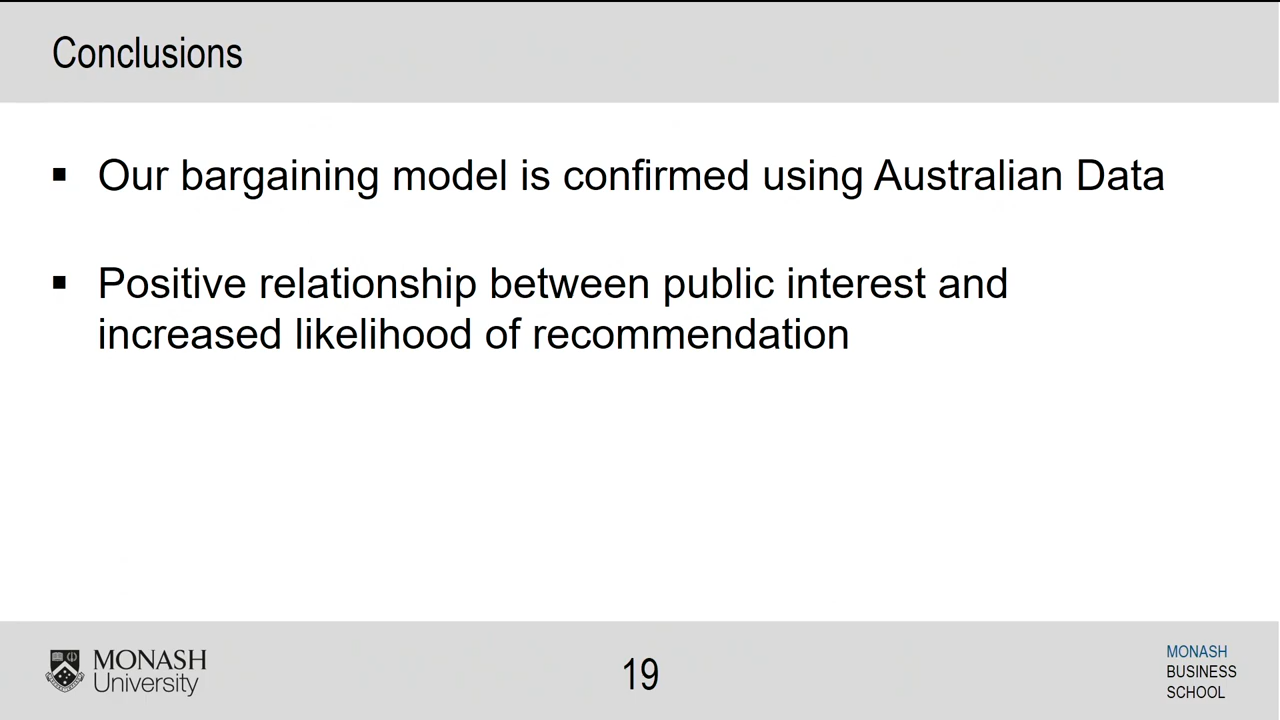 Conclusions
▪ Our bargaining model is confirmed using Australian Data
▪ Positive relationship between public interest and
increased likelihood of recommendation
MONASH
University
19
MONASH
BUSINESS
SCHOOL